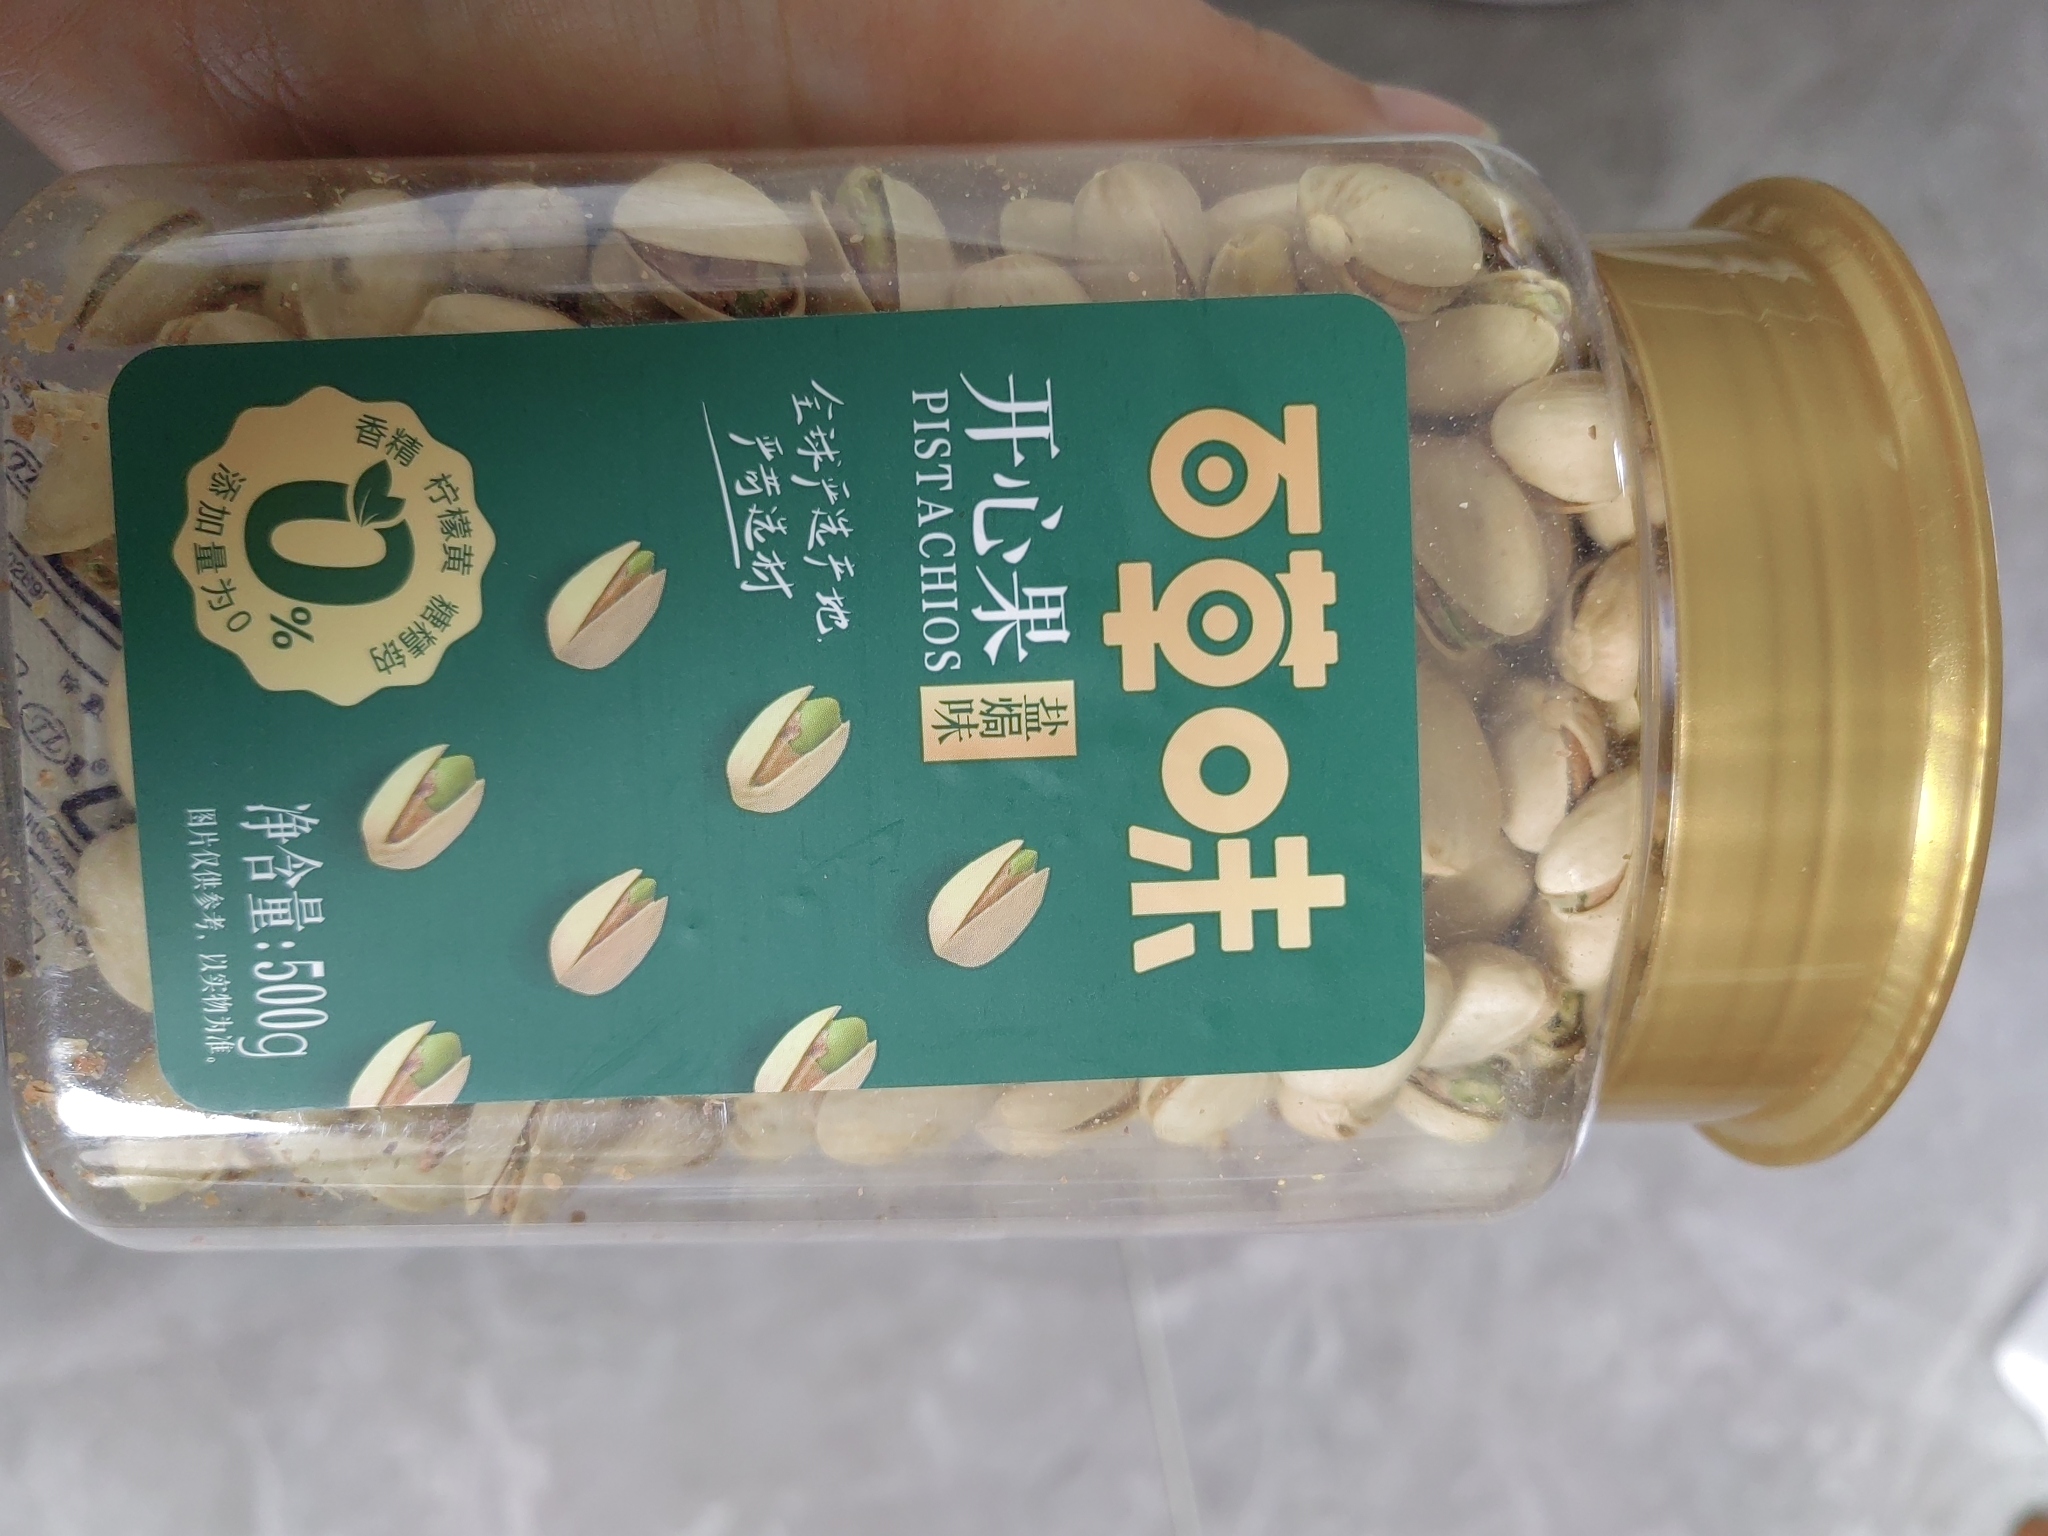 百草味
开心果
PISTACHIOS
盐焗味
全球严选产地
严苛选材
香精 柠檬黄 糖精钠
0%
添加量为0
净含量:500g
图片仅供参考，以实物为准。